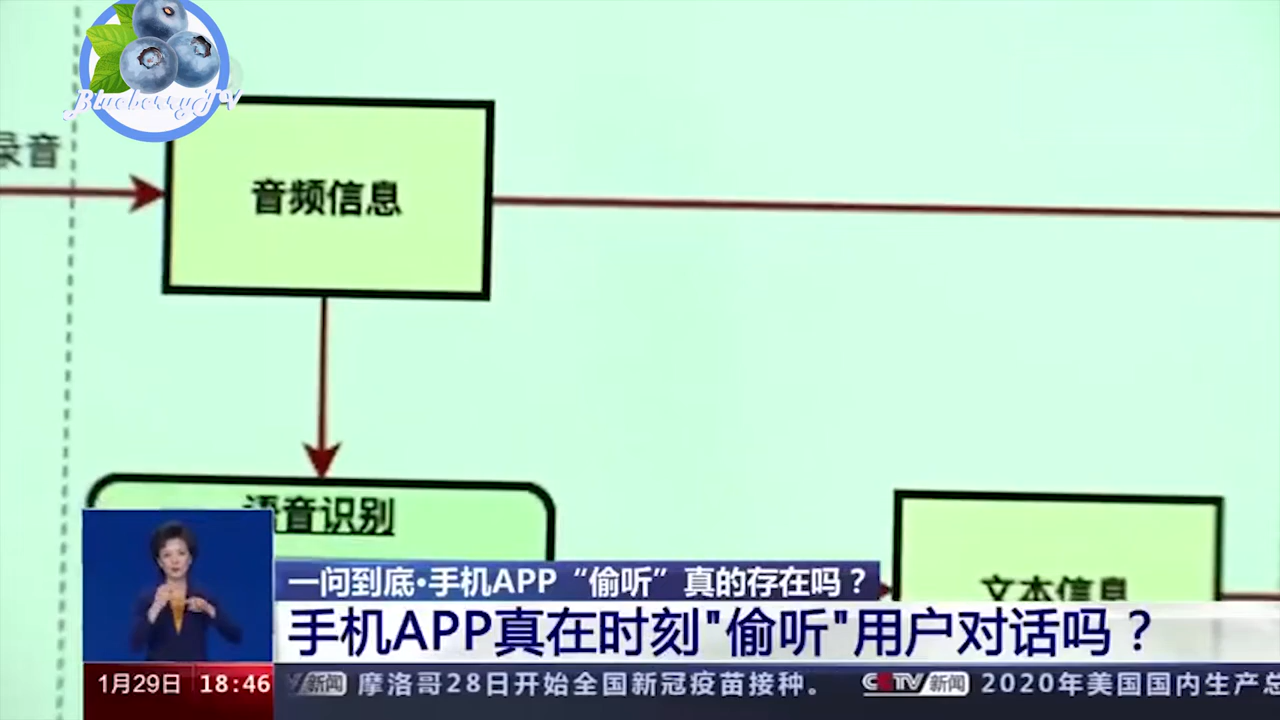 BlueberryTV
录音
音频信息
语音识别
文本信息
一问到底·手机APP“偷听”真的存在吗？
手机APP真在时刻"偷听"用户对话吗？
1月29日 18:46 新闻 摩洛哥28日开始全国新冠疫苗接种。 CCTV新闻 2020年美国国内生产总